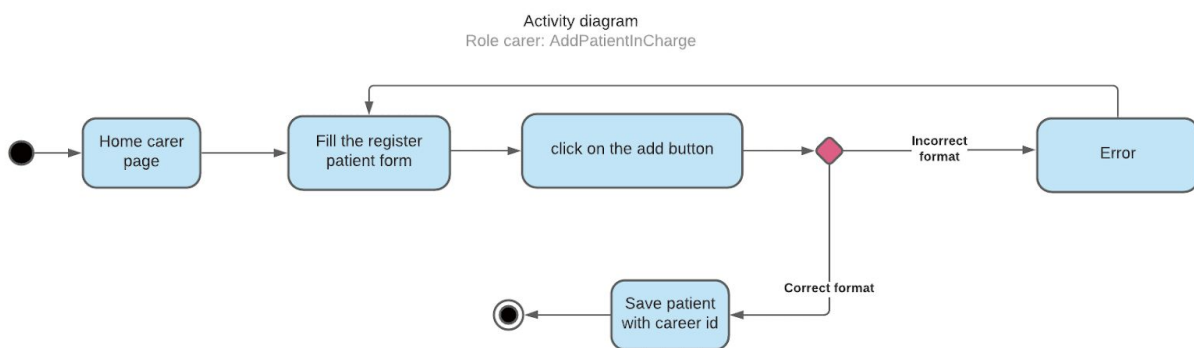 Activity diagram
Role carer: AddPatientInCharge
Home carer
page
Fill the register
patient form
click on the add button
Incorrect
format
Error
Correct format
Save patient
with career id